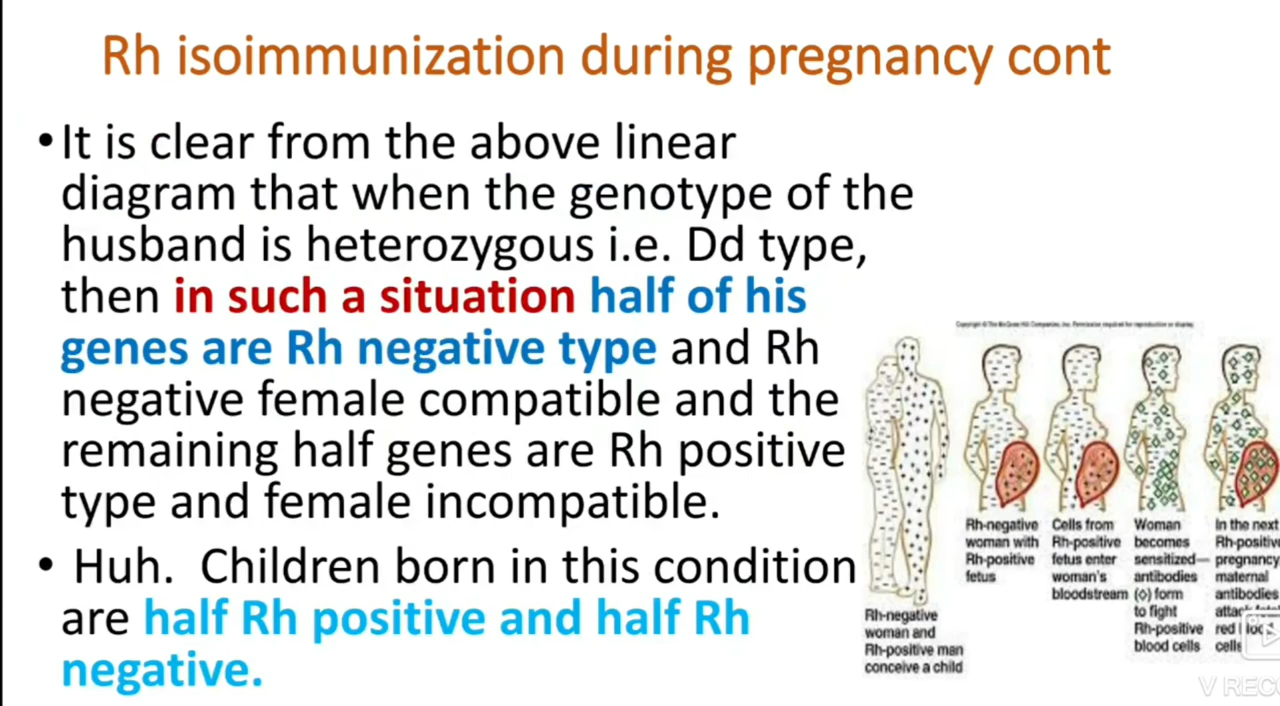 Rh isoimmunization during pregnancy cont
•It is clear from the above linear
diagram that when the genotype of the
husband is heterozygous i.e. Dd type,
then in such a situation half of his
genes are Rh negative type and Rh
negative female compatible and the
remaining half genes are Rh positive
type and female incompatible.
• Huh. Children born in this condition
are half Rh positive and half Rh
negative.
Copyright © The McGraw-Hill Companies, Inc. Permission required for reproduction or display.
Rh-negative
woman and
Rh-positive man
conceive a child
Rh-negative
woman with
Rh-positive
fetus
Cells from
Rh-positive
fetus enter
woman's
bloodstream
Woman
becomes
sensitized—
antibodies
(◊) form
to fight
Rh-positive
blood cells
In the next
Rh-positive
pregnancy,
maternal
antibodies
red blood
cells
V REC